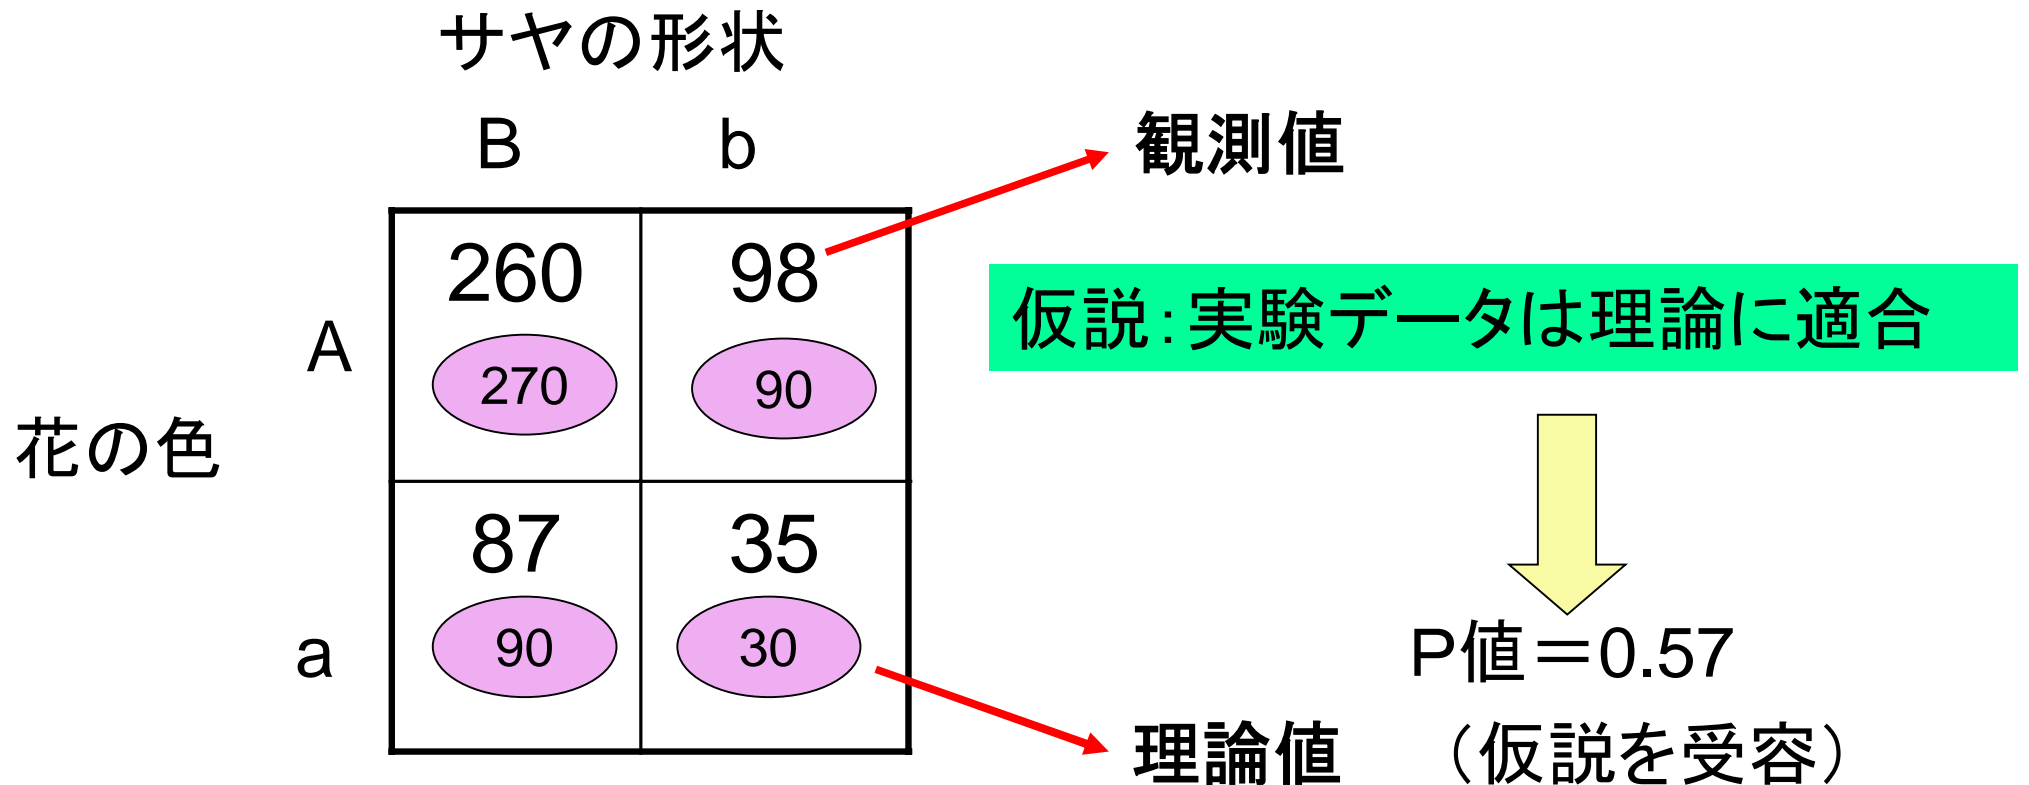 サヤの形状
B b
観測値
260 98
A
270 90
仮説:実験データは理論に適合
花の色
87 35
a
90 30
P値=0.57
理論値 (仮説を受容)